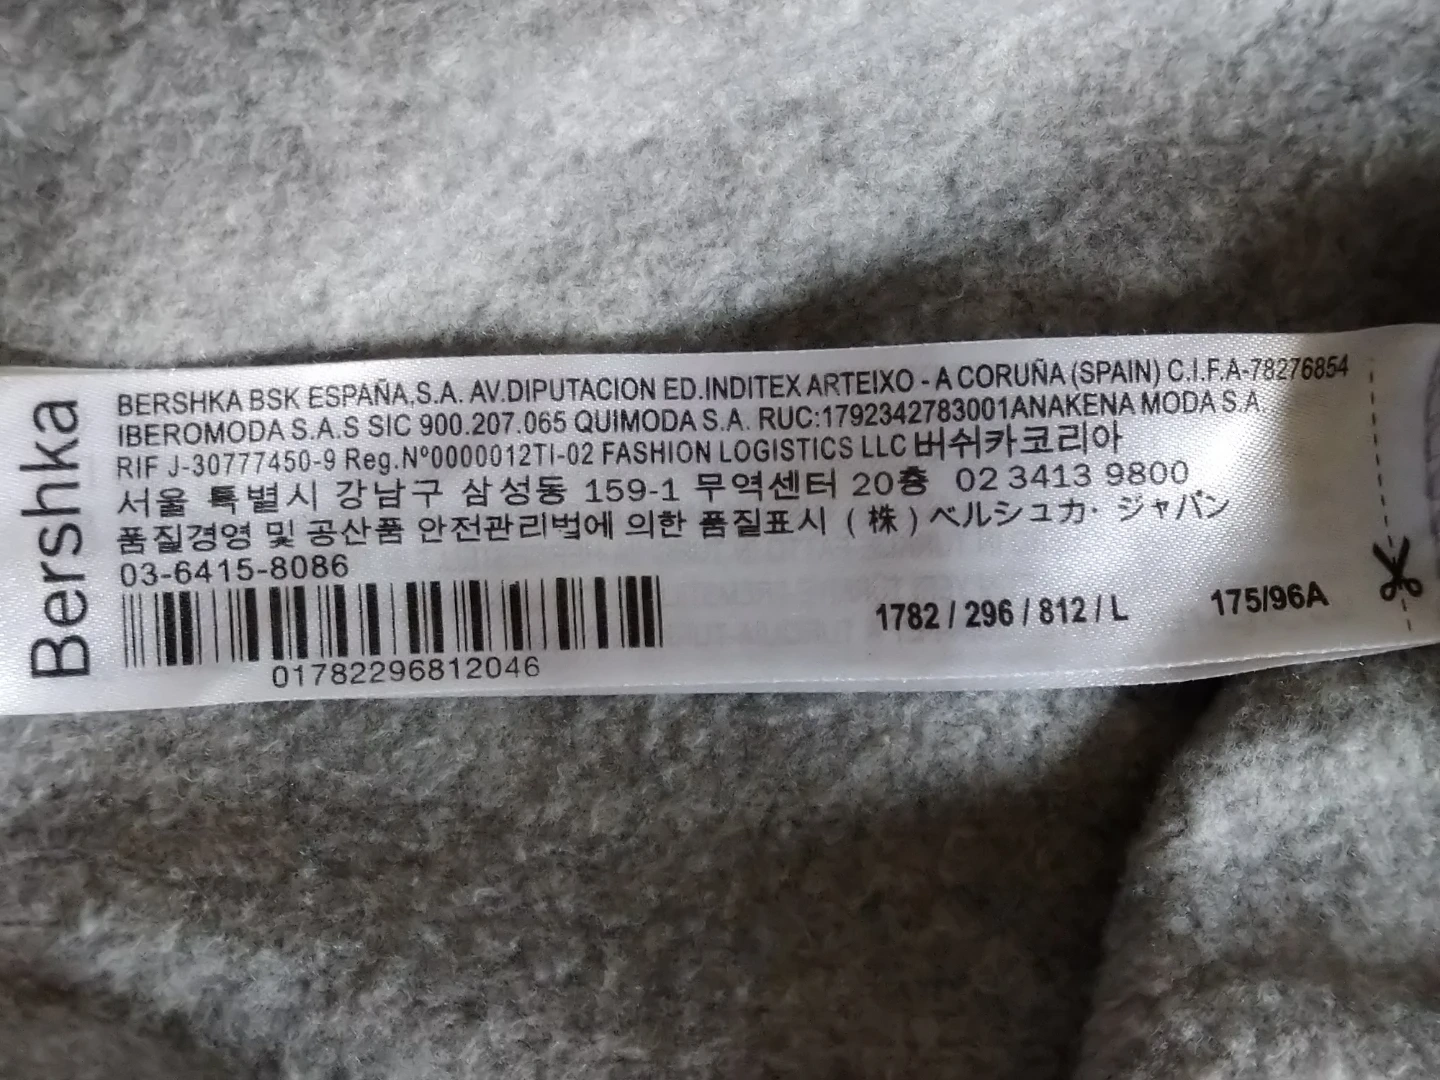 Bershka
BERSHKA BSK ESPAÑA,S.A. AV.DIPUTACION ED.INDITEX ARTEIXO - A CORUÑA (SPAIN) C.I.F.A-78276854
IBEROMODA S.A.S SIC 900.207.065 QUIMODA S.A. RUC:1792342783001ANAKENA MODA S.A.
RIF J-30777450-9 Reg.Nº0000012TI-02 FASHION LOGISTICS LLC 버쉬카코리아
서울 특별시 강남구 삼성동 159-1 무역센터 20층 02 3413 9800
품질경영 및 공산품 안전관리법에 의한 품질표시 (株)ベルシュカ・ジャパン
03-6415-8086
01782296812046
1782 / 296 / 812 / L 175/96A